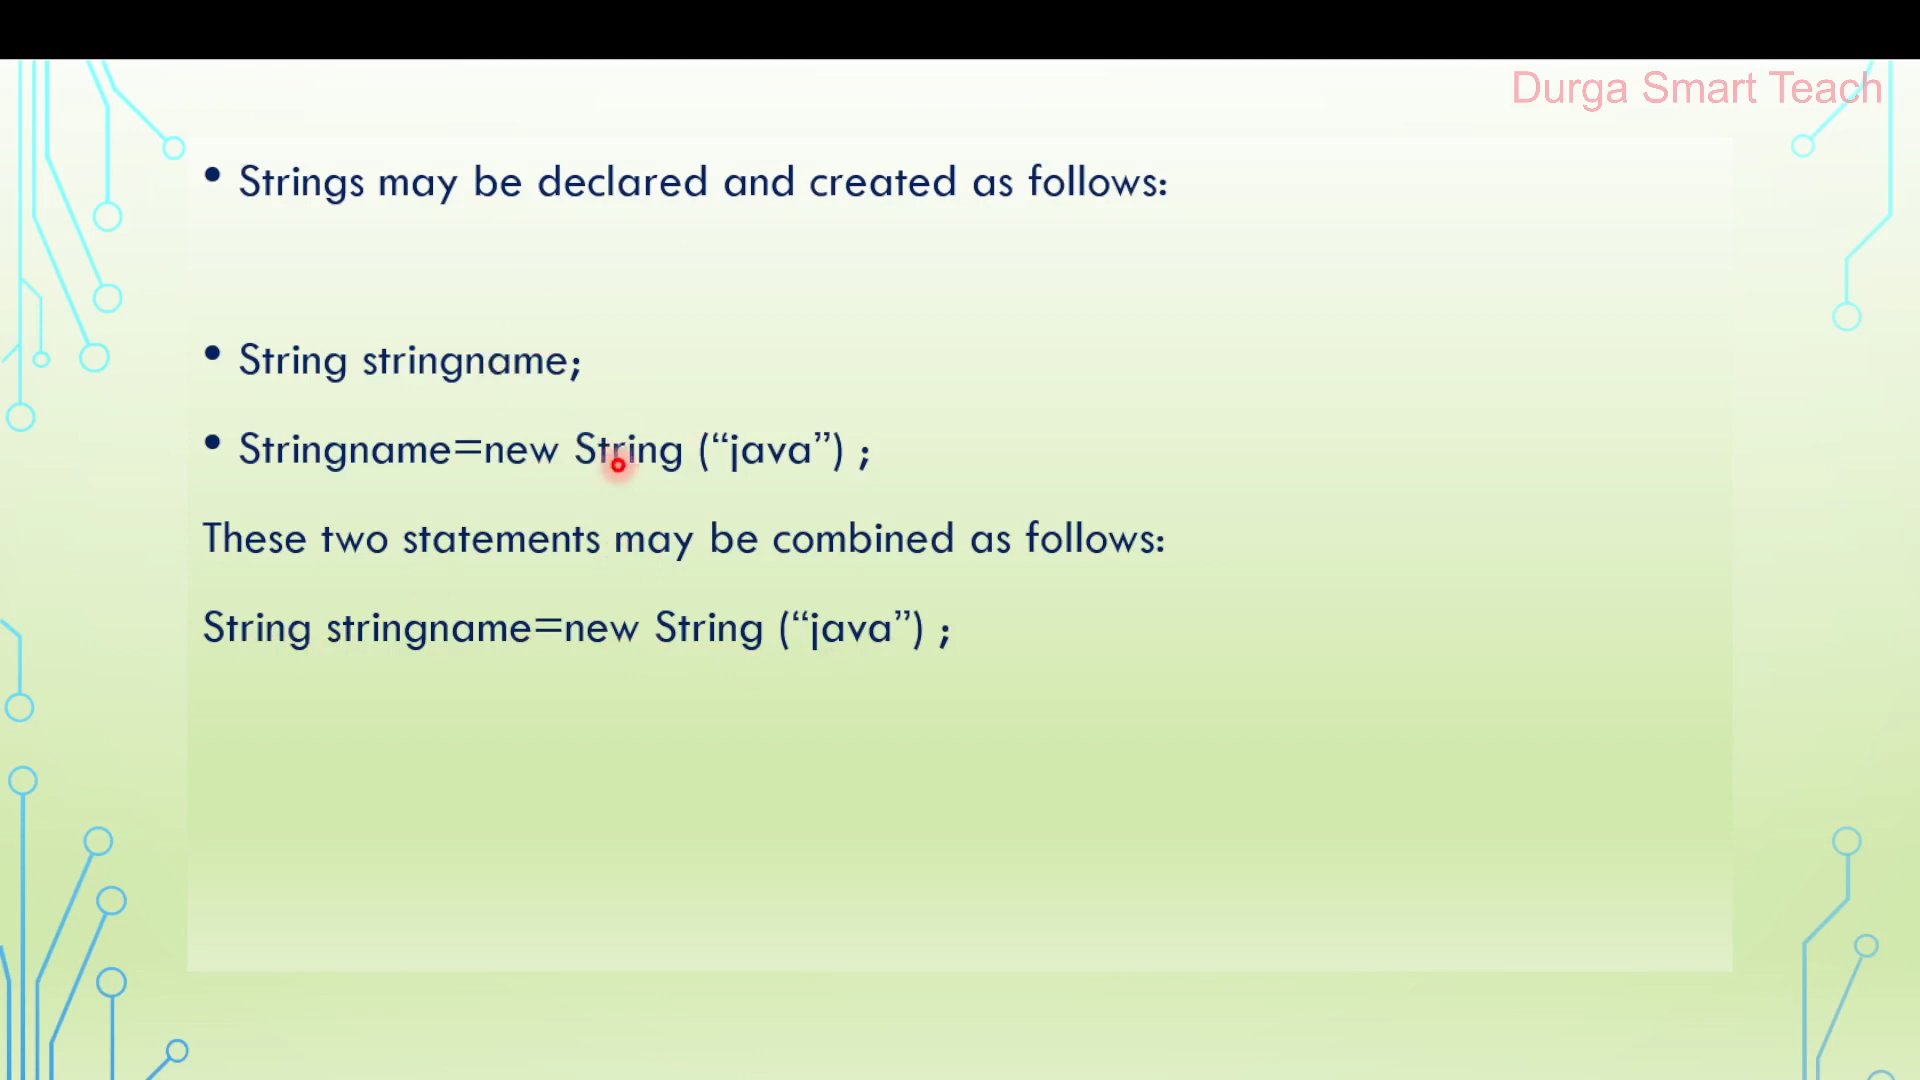 Durga Smart Teach
• Strings may be declared and created as follows:
• String stringname;
• Stringname=new String (“java”) ;
These two statements may be combined as follows:
String stringname=new String (“java”) ;